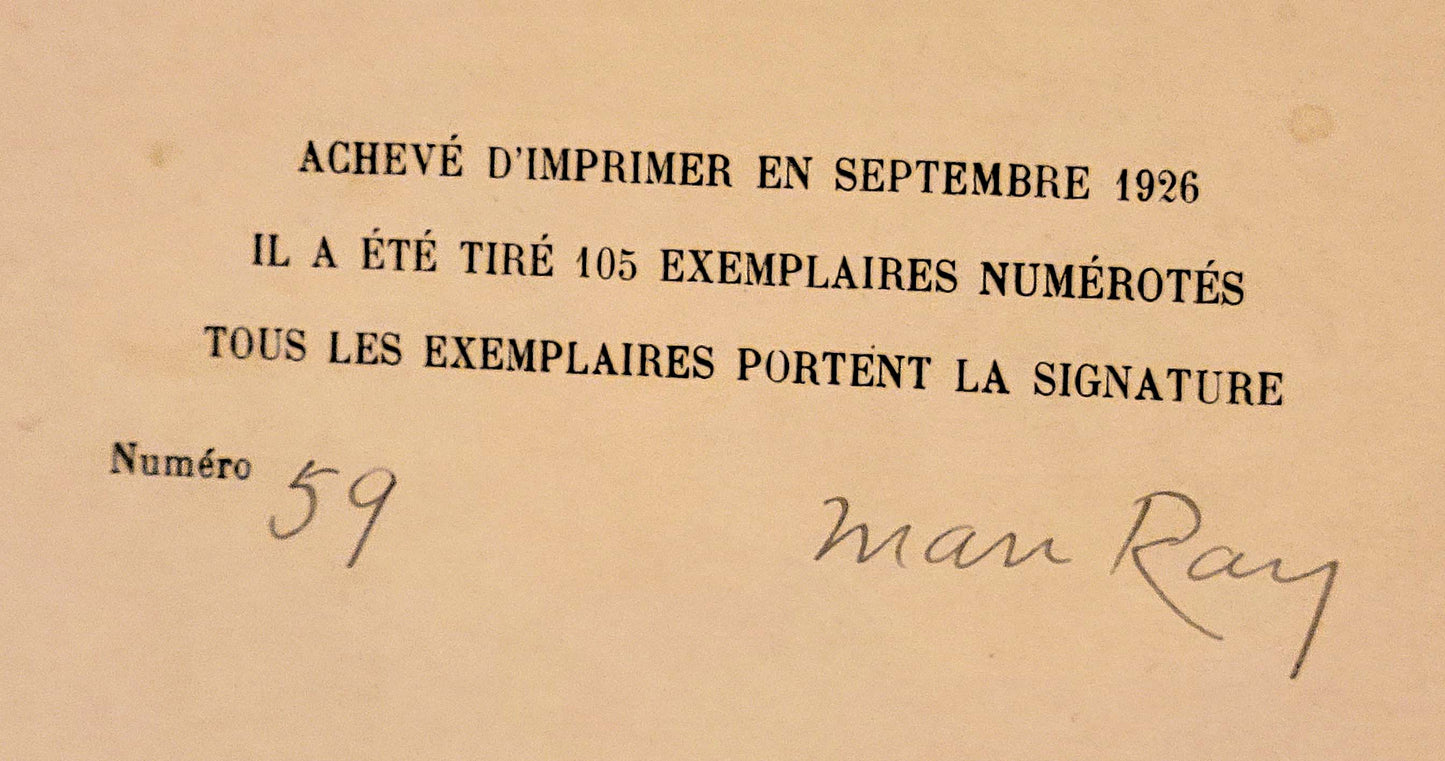 ACHEVÉ D'IMPRIMER EN SEPTEMBRE 1926
IL A ÉTÉ TIRÉ 105 EXEMPLAIRES NUMÉROTÉS
TOUS LES EXEMPLAIRES PORTENT LA SIGNATURE
Numéro 59
Man Ray